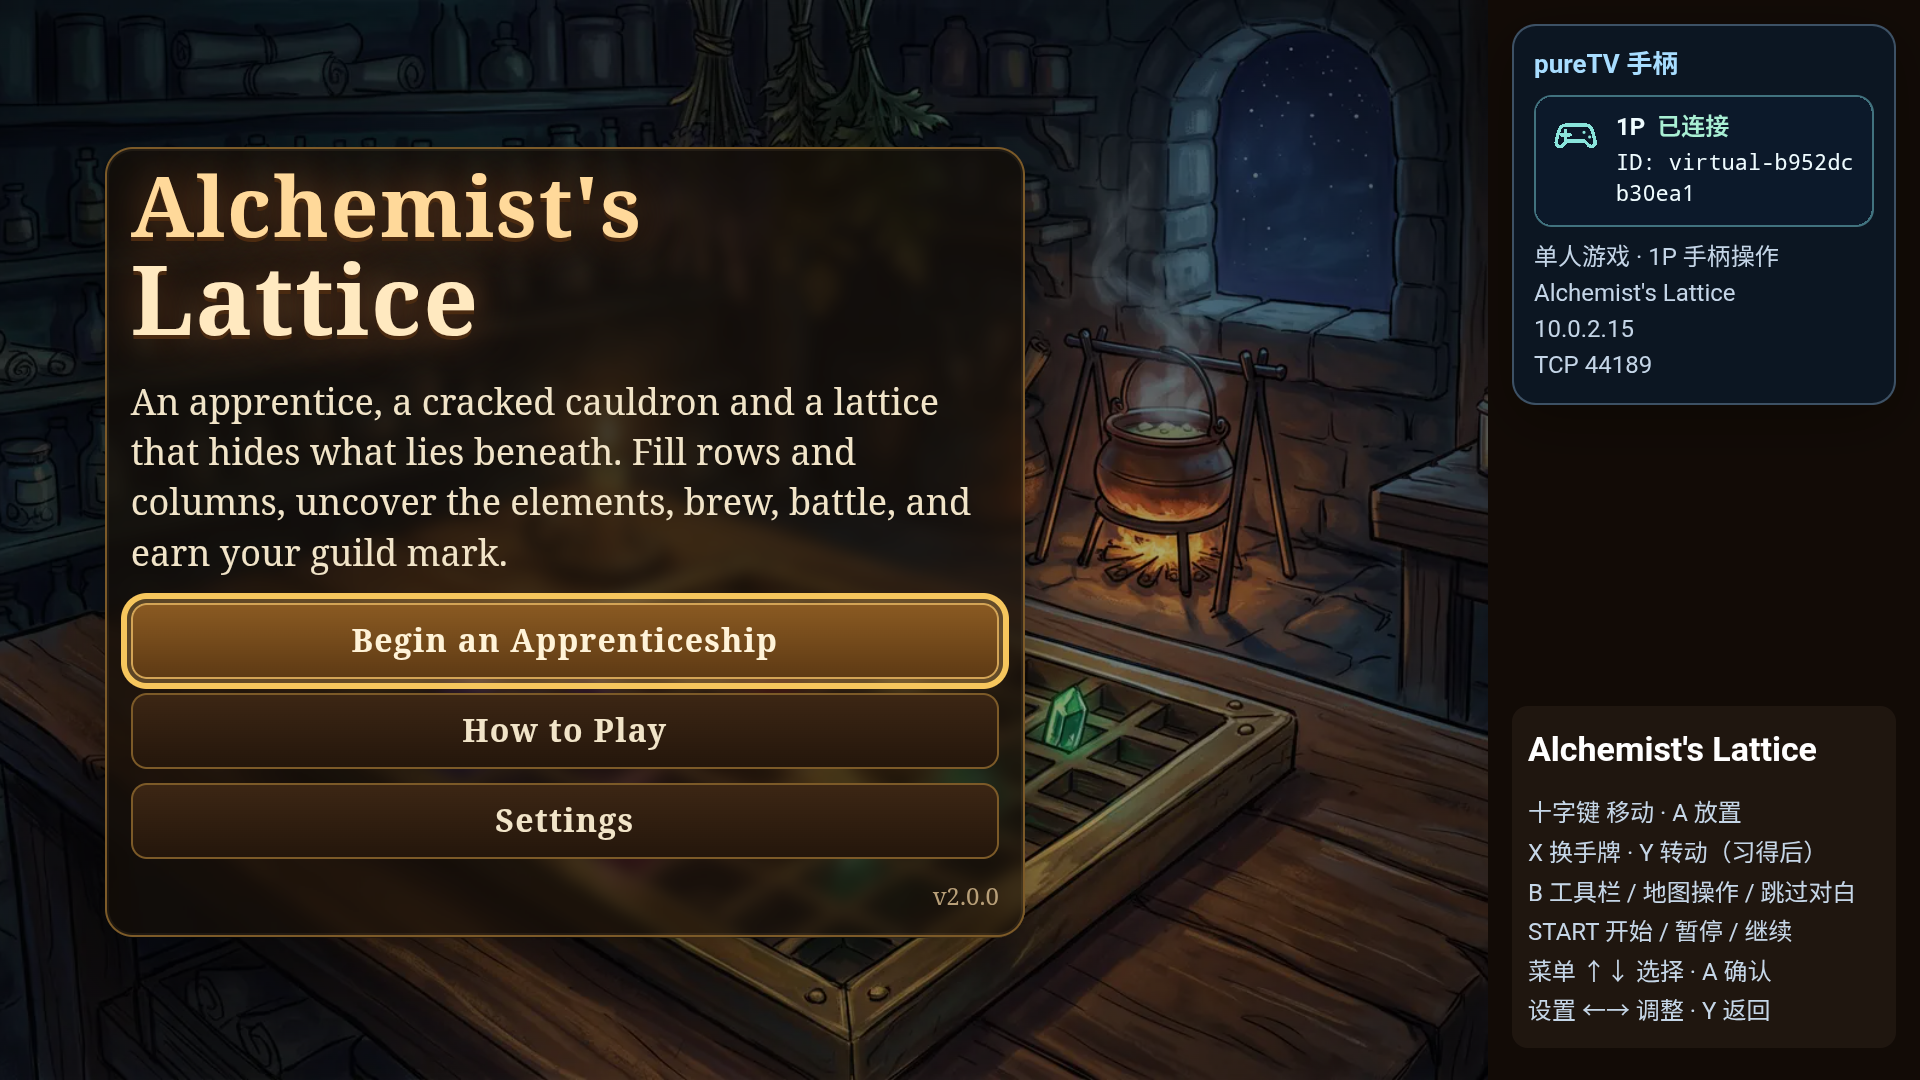 Alchemist's
Lattice
An apprentice, a cracked cauldron and a lattice
that hides what lies beneath. Fill rows and
columns, uncover the elements, brew, battle, and
earn your guild mark.
Begin an Apprenticeship
How to Play
Settings
v2.0.0
pureTV 手柄
1P 已连接
ID: virtual-b952dc
b30ea1
单人游戏 · 1P 手柄操作
Alchemist's Lattice
10.0.2.15
TCP 44189
Alchemist's Lattice
十字键 移动 · A 放置
X 换手牌 · Y 转动（习得后）
B 工具栏 / 地图操作 / 跳过对白
START 开始 / 暂停 / 继续
菜单 ↑↓ 选择 · A 确认
设置 ←→ 调整 · Y 返回